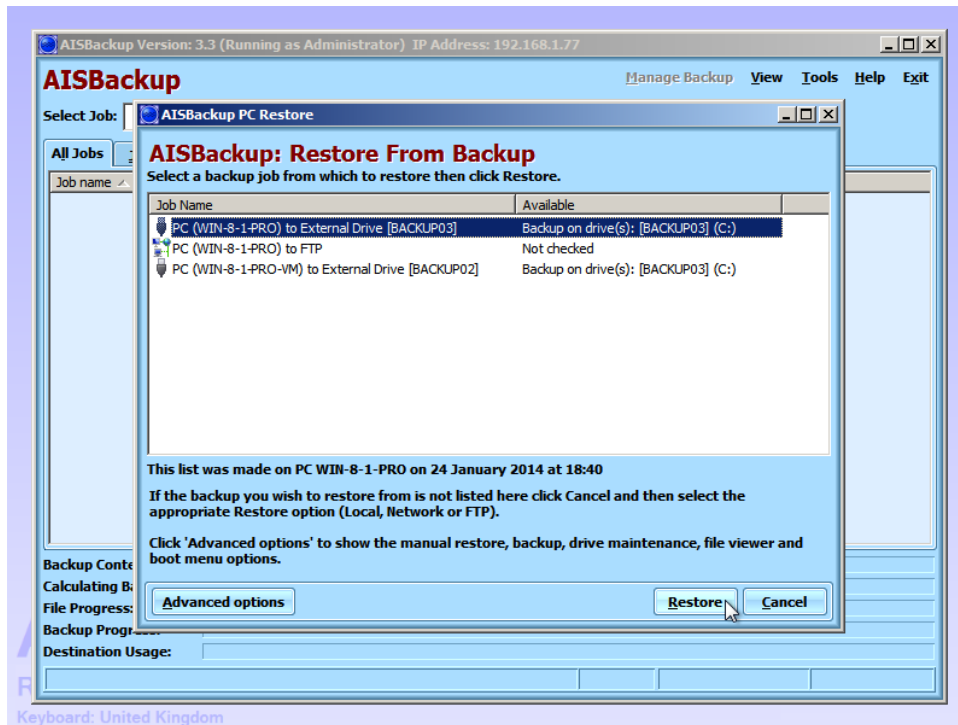 AISBackup Version: 3.3 (Running as Administrator) IP Address: 192.168.1.77
AISBackup
Manage Backup View Tools Help Exit
Select Job:
All Jobs
Job name
AISBackup PC Restore
AISBackup: Restore From Backup
Select a backup job from which to restore then click Restore.
Job Name Available
PC (WIN-8-1-PRO) to External Drive [BACKUP03] Backup on drive(s): [BACKUP03] (C:)
PC (WIN-8-1-PRO) to FTP Not checked
PC (WIN-8-1-PRO-VM) to External Drive [BACKUP02] Backup on drive(s): [BACKUP03] (C:)
This list was made on PC WIN-8-1-PRO on 24 January 2014 at 18:40
If the backup you wish to restore from is not listed here click Cancel and then select the
appropriate Restore option (Local, Network or FTP).
Click 'Advanced options' to show the manual restore, backup, drive maintenance, file viewer and
boot menu options.
Advanced options Restore Cancel
Backup Conte
Calculating Ba
File Progress:
Backup Progress:
Destination Usage:
Keyboard: United Kingdom